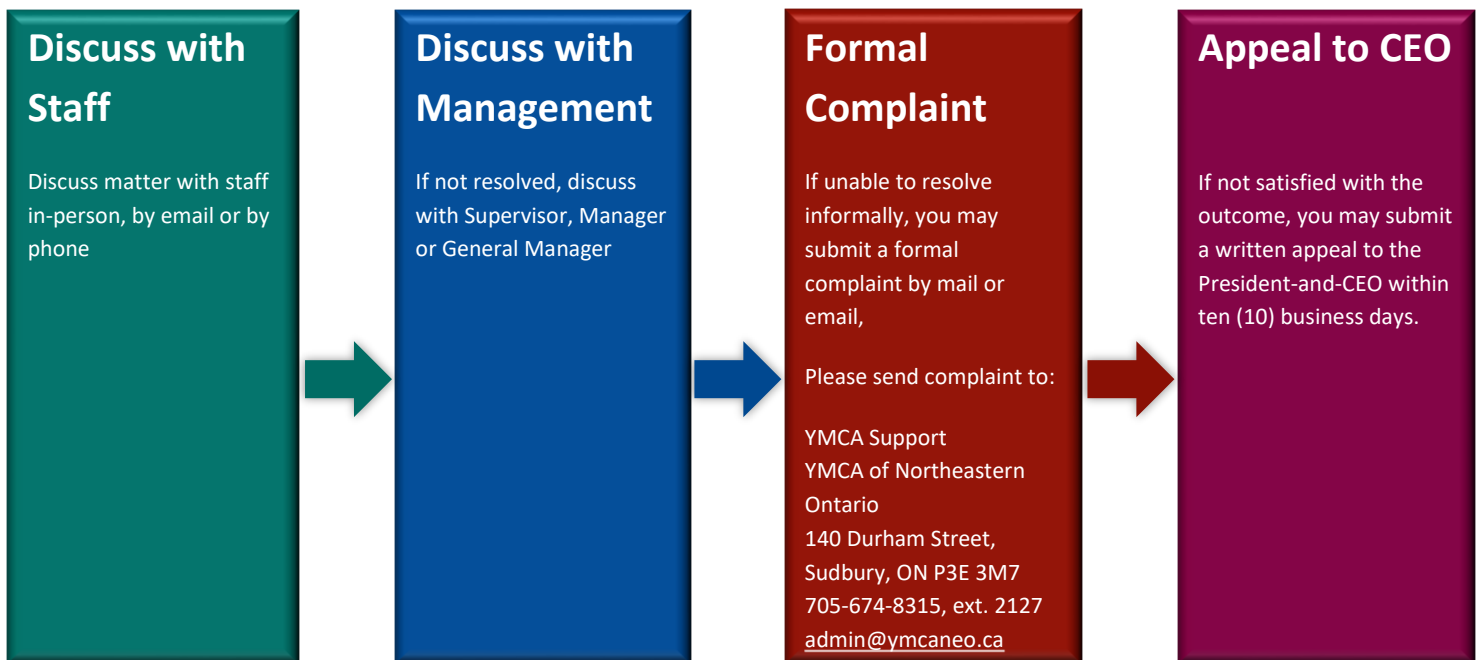 Discuss with
Staff
Discuss matter with staff
in-person, by email or by
phone
Discuss with
Management
If not resolved, discuss
with Supervisor, Manager
or General Manager
Formal
Complaint
If unable to resolve
informally, you may
submit a formal
complaint by mail or
email,
Please send complaint to:
YMCA Support
YMCA of Northeastern
Ontario
140 Durham Street,
Sudbury, ON P3E 3M7
705-674-8315, ext. 2127
admin@ymcaneo.ca
Appeal to CEO
If not satisfied with the
outcome, you may submit
a written appeal to the
President-and-CEO within
ten (10) business days.